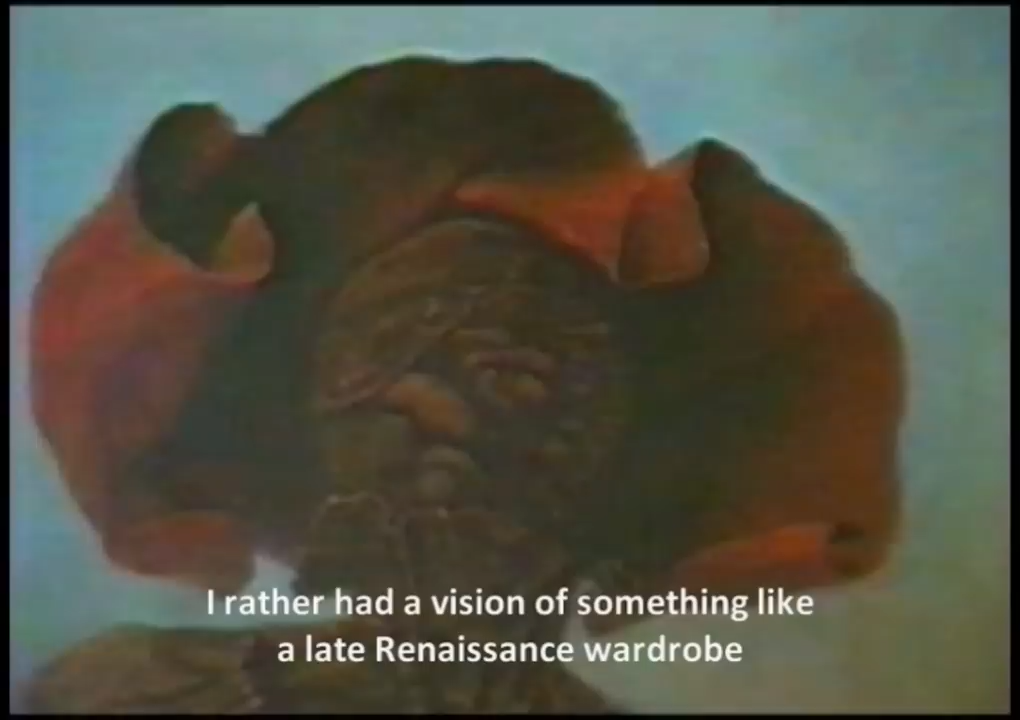 I rather had a vision of something like
a late Renaissance wardrobe